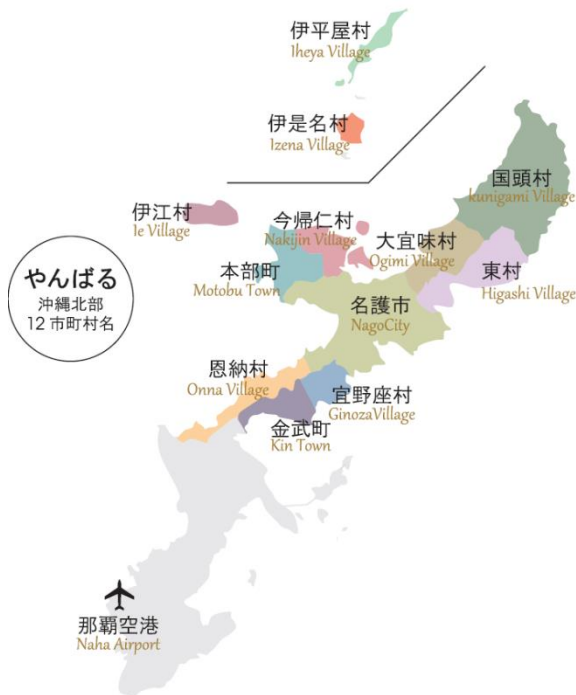 伊平屋村
Iheya Village
伊是名村
Izena Village
国頭村
kunigami Village
伊江村
Ie Village
今帰仁村
Nakijin Village
大宜味村
Ogimi Village
東村
Higashi Village
やんばる
沖縄北部
12市町村名
本部町
Motobu Town
名護市
NagoCity
恩納村
Onna Village
宜野座村
GinozaVillage
金武町
Kin Town
那覇空港
Naha Airport